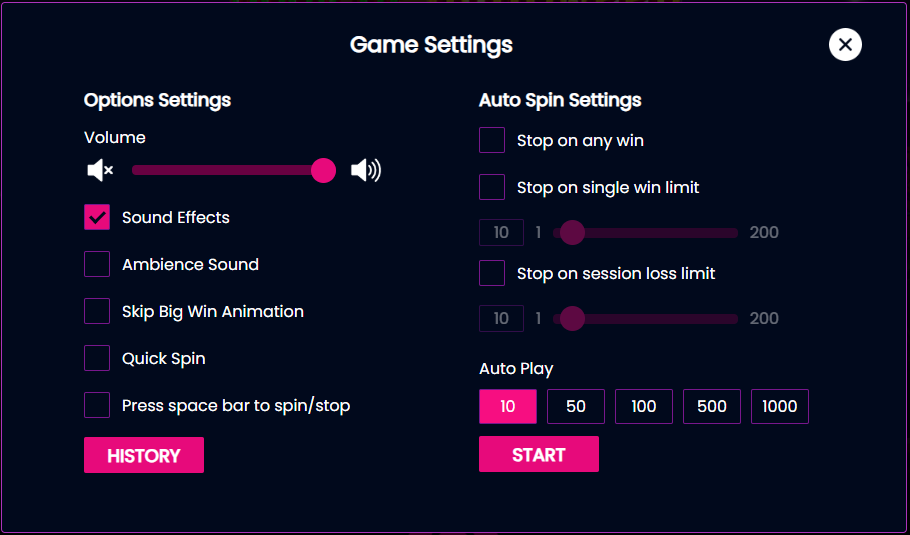 Game Settings
Options Settings
Volume
Sound Effects
Ambience Sound
Skip Big Win Animation
Quick Spin
Press space bar to spin/stop
HISTORY
Auto Spin Settings
Stop on any win
Stop on single win limit
10 1 200
Stop on session loss limit
10 1 200
Auto Play
10 50 100 500 1000
START